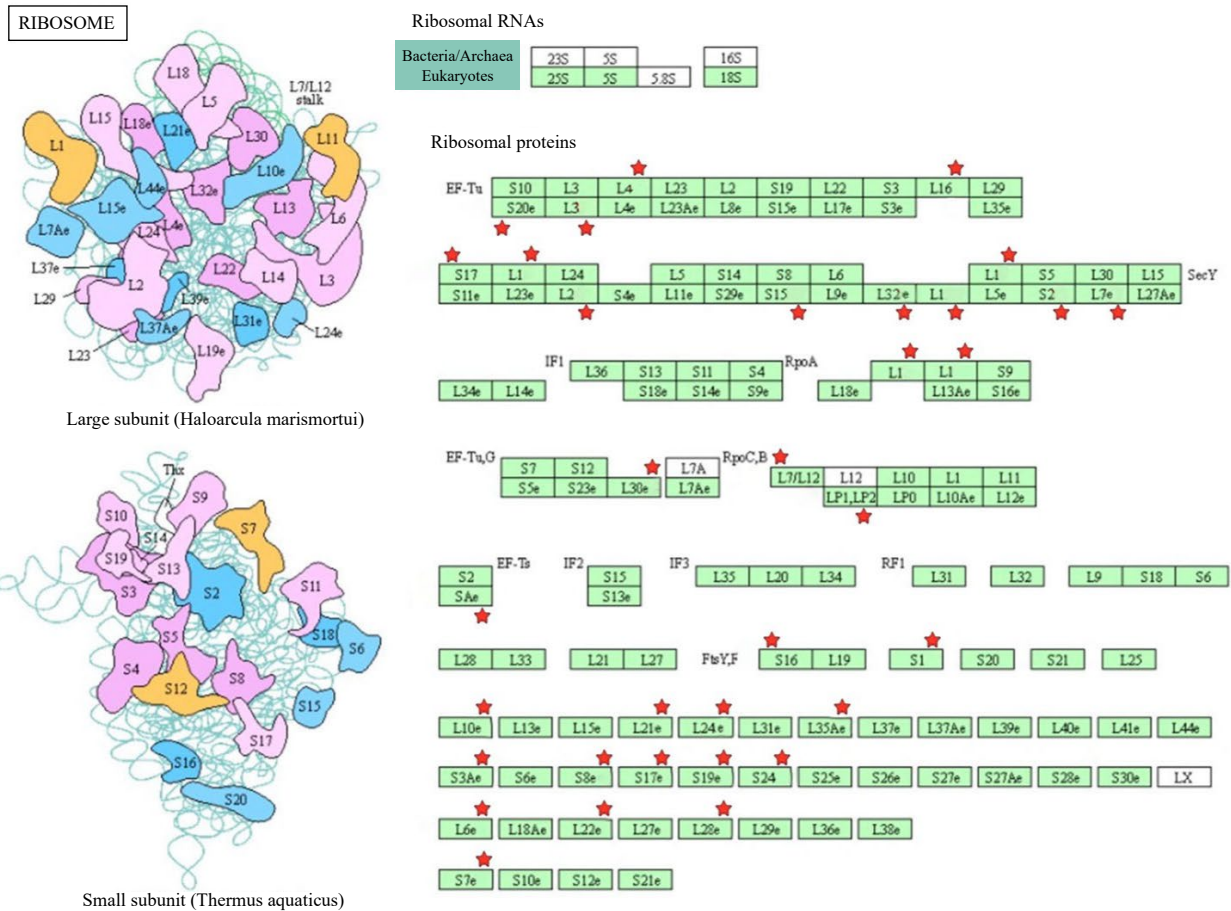 RIBOSOME
Ribosomal RNAs
Bacteria/Archaea
Eukaryotes
23S 5S 16S
25S 5S 5.8S 18S
L18
L5
L7/L12
stalk
L15
L18e
L21e
L30
L11
L1
L10e
L44e
L32e
L15e
L13
L6
L7Ae
L24
L4e
L37e
L22
L14
L3
L2
L29
L39e
L37Ae
L31e
L24e
L23
L19e
Large subunit (Haloarcula marismortui)
Thx
S9
S10
S7
S14
S19
S13
S11
S3
S2
S5
S18
S6
S4
S12
S8
S15
S17
S16
S20
Small subunit (Thermus aquaticus)
Ribosomal proteins
EF-Tu S10 L3 L4 L23 L2 S19 L22 S3 L16 L29
S20e L3 L4e L23Ae L8e S15e L17e S3e L35e
S17 L1 L24 L5 S14 S8 L6 L1 S5 L30 L15 SecY
S11e L23e L2 S4e L11e S29e S15 L9e L32e L1 L5e S2 L7e L27Ae
IF1 L36 S13 S11 S4 RpoA L1 L1 S9
L34e L14e S18e S14e S9e L18e L13Ae S16e
EF-Tu,G S7 S12 L7A RpoC,B L7/L12 L12 L10 L1 L11
S5e S23e L30e L7Ae LP1,LP2 LP0 L10Ae L12e
S2 EF-Ts IF2 S15 IF3 L35 L20 L34 RF1 L31 L32 L9 S18 S6
SAe S13e
L28 L33 L21 L27 FtsY,F S16 L19 S1 S20 S21 L25
L10e L13e L15e L21e L24e L31e L35Ae L37e L37Ae L39e L40e L41e L44e
S3Ae S6e S8e S17e S19e S24 S25e S26e S27e S27Ae S28e S30e LX
L6e L18Ae L22e L27e L28e L29e L36e L38e
S7e S10e S12e S21e